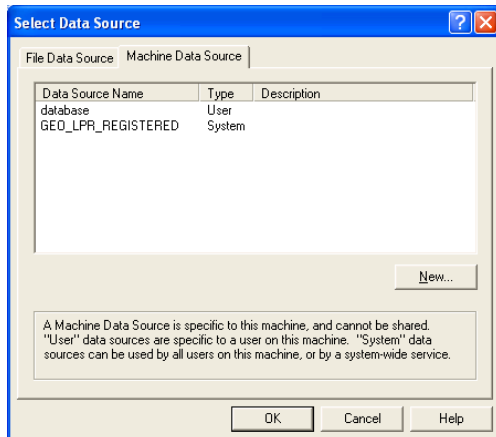 Select Data Source
File Data Source Machine Data Source
Data Source Name Type Description
database User
GEO_LPR_REGISTERED System
New...
A Machine Data Source is specific to this machine, and cannot be shared.
"User" data sources are specific to a user on this machine. "System" data
sources can be used by all users on this machine, or by a system-wide service.
OK Cancel Help